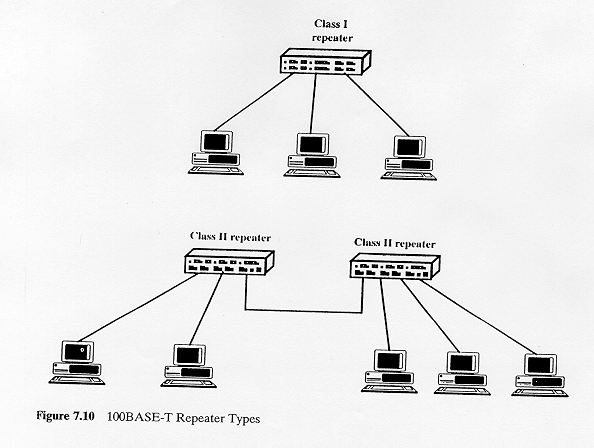 Class I
repeater
Class II repeater
Class II repeater
Figure 7.10 100BASE-T Repeater Types